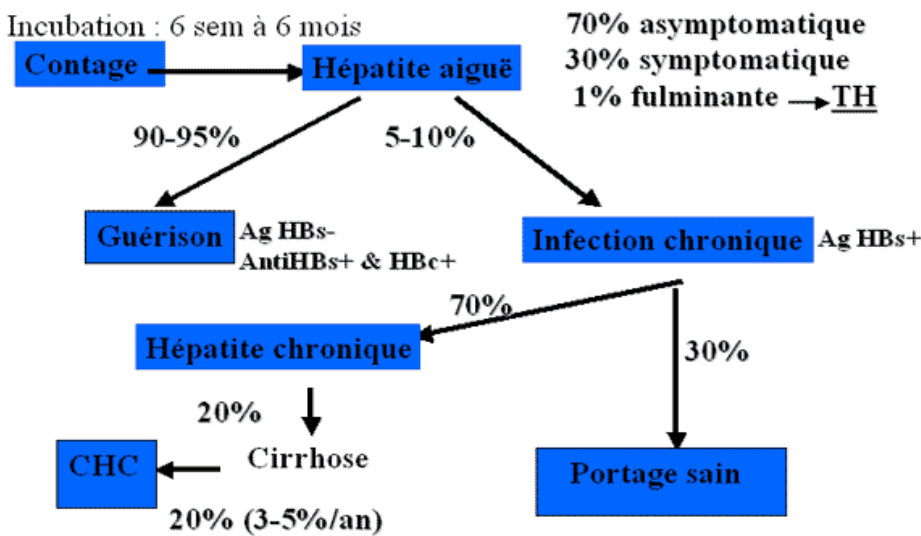 Incubation : 6 sem à 6 mois
Contage
Hépatite aiguë
70% asymptomatique
30% symptomatique
1% fulminante
TH
90-95%
5-10%
Guérison
Ag HBs-
AntiHBs+ & HBc+
Infection chronique
Ag HBs+
70%
30%
Hépatite chronique
20%
Cirrhose
CHC
20% (3-5%/an)
Portage sain